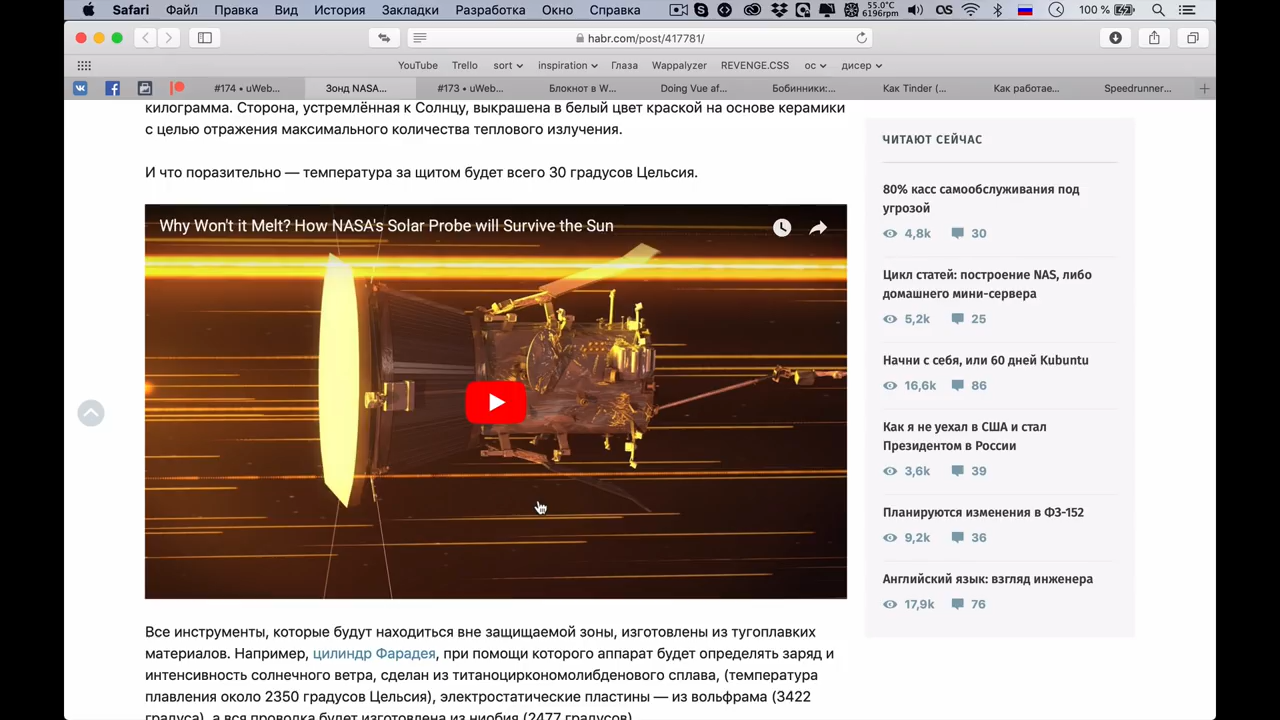 Safari Файл Правка Вид История Закладки Разработка Окно Справка 55.0°C 6196rpm 100 %
habr.com/post/417781/
YouTube Trello sort inspiration Глаза Wappalyzer REVENGE.CSS ос дисер
#174 • uWeb... Зонд NASA... #173 • uWeb... Блокнот в W... Doing Vue af... Бобинники:... Как Tinder (... Как работае... Speedrunner...
килограмма. Сторона, устремлённая к Солнцу, выкрашена в белый цвет краской на основе керамики
с целью отражения максимального количества теплового излучения.
И что поразительно — температура за щитом будет всего 30 градусов Цельсия.
Why Won't it Melt? How NASA's Solar Probe will Survive the Sun
Все инструменты, которые будут находиться вне защищаемой зоны, изготовлены из тугоплавких
материалов. Например, цилиндр Фарадея, при помощи которого аппарат будет определять заряд и
интенсивность солнечного ветра, сделан из титаноциркономолибденового сплава, (температура
плавления около 2350 градусов Цельсия), электростатические пластины — из вольфрама (3422
градуса), а вся проводка будет изготовлена из ниобия (2477 градусов).
ЧИТАЮТ СЕЙЧАС
80% касс самообслуживания под
угрозой
4,8k 30
Цикл статей: построение NAS, либо
домашнего мини-сервера
5,2k 25
Начни с себя, или 60 дней Kubuntu
16,6k 86
Как я не уехал в США и стал
Президентом в России
3,6k 39
Планируются изменения в ФЗ-152
9,2k 36
Английский язык: взгляд инженера
17,9k 76